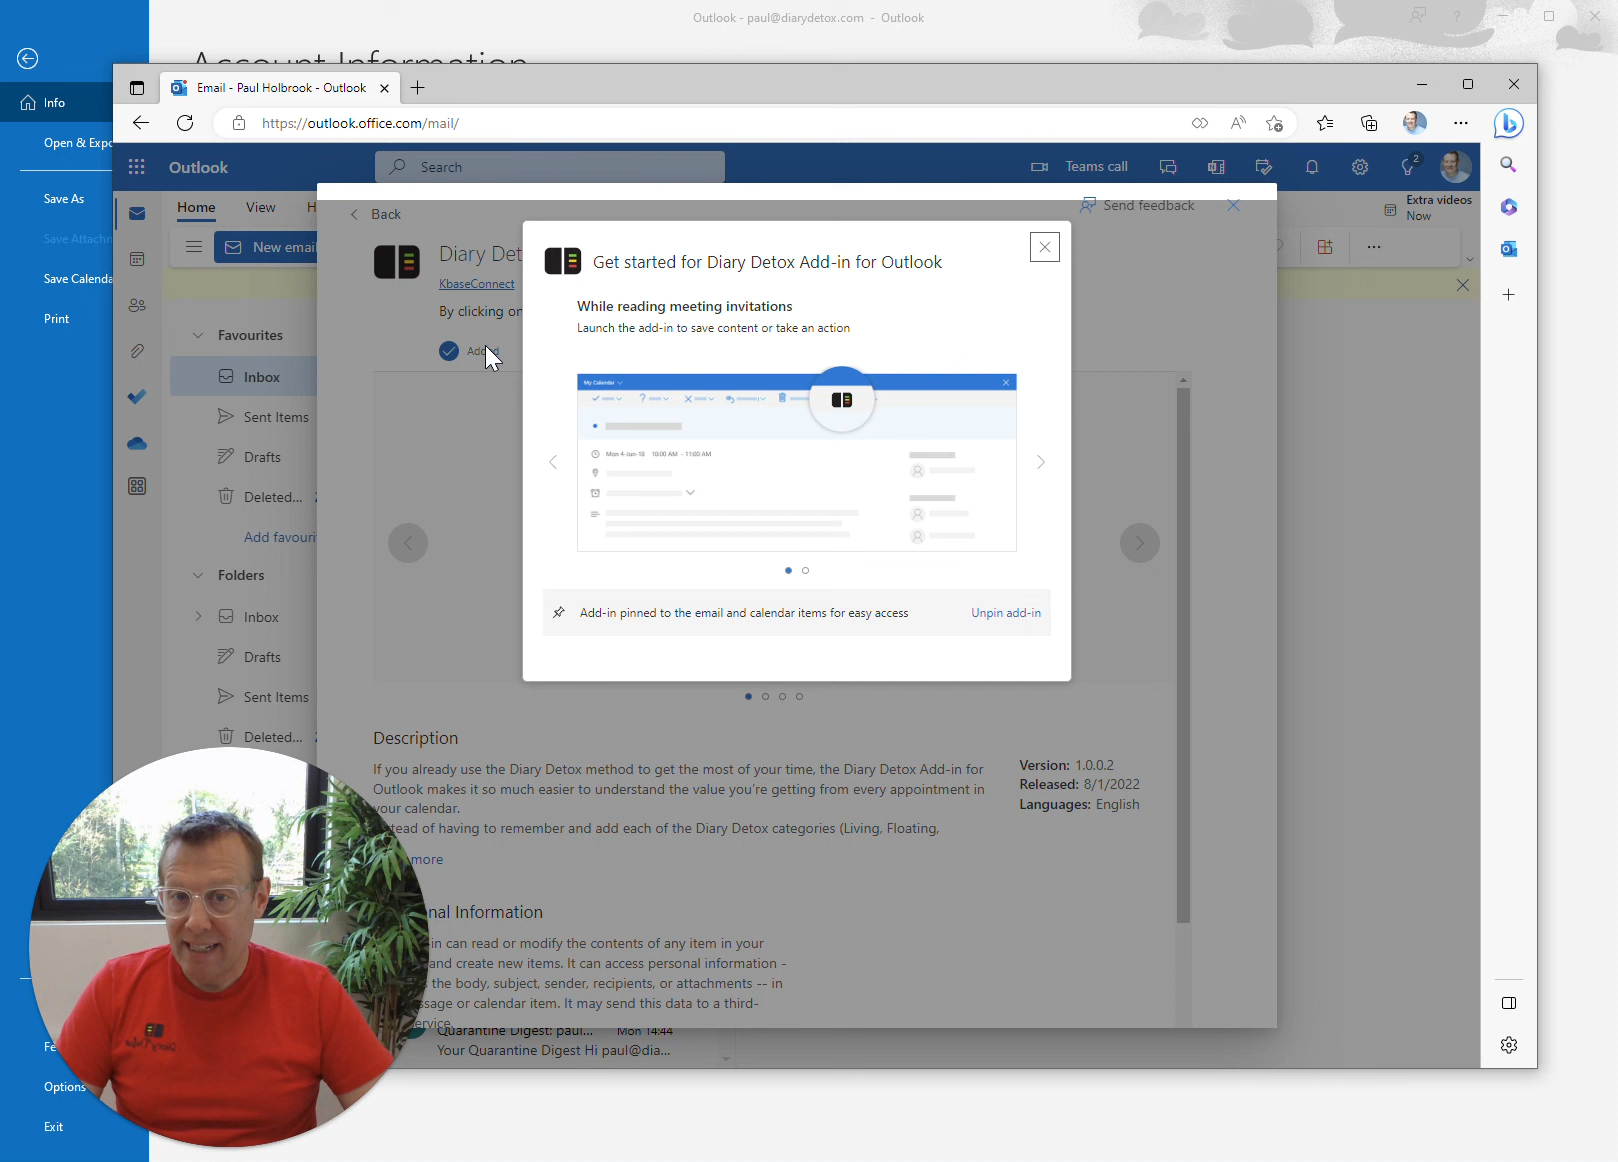 Outlook - paul@diarydetox.com - Outlook
Account Information
Info
Open & Expo
Save As
Save Attachm
Save Calenda
Print
Options
Exit
Email - Paul Holbrook - Outlook
https://outlook.office.com/mail/
Outlook
Search
Teams call
2
Home
View
H
New email
Extra videos
Now
Favourites
Inbox
Sent Items
Drafts
Deleted...
Add favouri
Folders
Inbox
Drafts
Sent Items
Deleted...
Back
Send feedback
Diary Det
KbaseConnect
By clicking on
Get started for Diary Detox Add-in for Outlook
While reading meeting invitations
Launch the add-in to save content or take an action
My Calendar
Mon 4-Jun-18 10:00 AM - 11:00 AM
Add-in pinned to the email and calendar items for easy access
Unpin add-in
Description
If you already use the Diary Detox method to get the most of your time, the Diary Detox Add-in for
Outlook makes it so much easier to understand the value you're getting from every appointment in
your calendar.
stead of having to remember and add each of the Diary Detox categories (Living, Floating,
more
Version: 1.0.0.2
Released: 8/1/2022
Languages: English
nal Information
in can read or modify the contents of any item in your
and create new items. It can access personal information -
the body, subject, sender, recipients, or attachments -- in
ssage or calendar item. It may send this data to a third-
ervice.
Quarantine Digest: paul... Mon 14:44
Your Quarantine Digest Hi paul@dia...